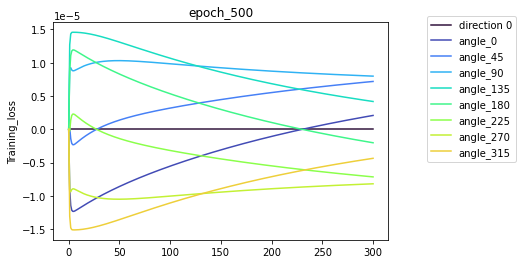 epoch_500
1e−5
1.5
1.0
0.5
0.0
−0.5
−1.0
−1.5
Training_loss
0 50 100 150 200 250 300
direction 0
angle_0
angle_45
angle_90
angle_135
angle_180
angle_225
angle_270
angle_315